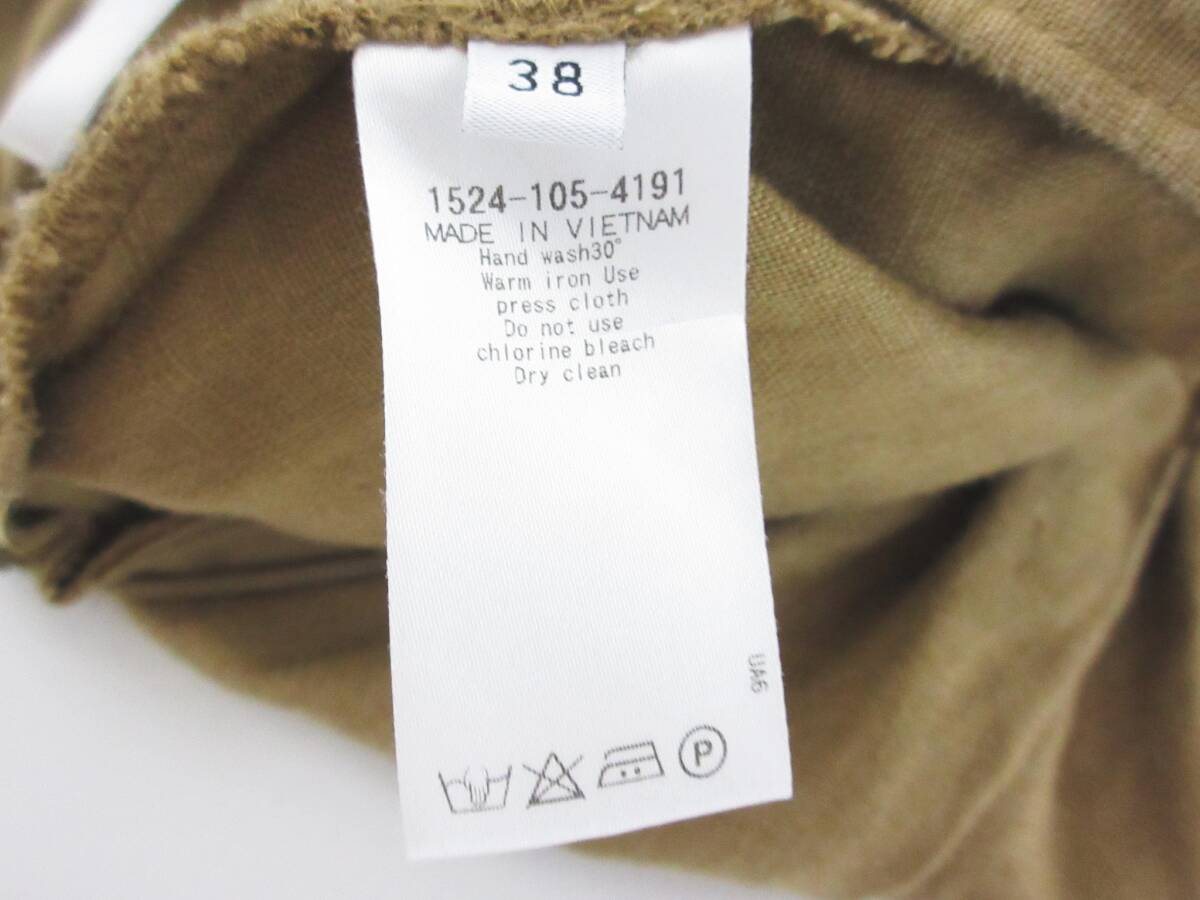 38
1524-105-4191
MADE IN VIETNAM
Hand wash30°
Warm iron Use
press cloth
Do not use
chlorine bleach
Dry clean
UA6
P